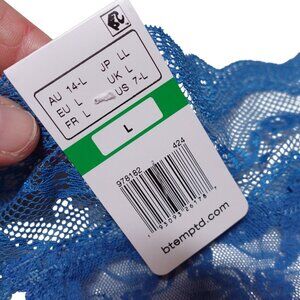 AU 14-L JP LL
EU L UK L
FR L US 7-L
L
978182
424
btemptd.com